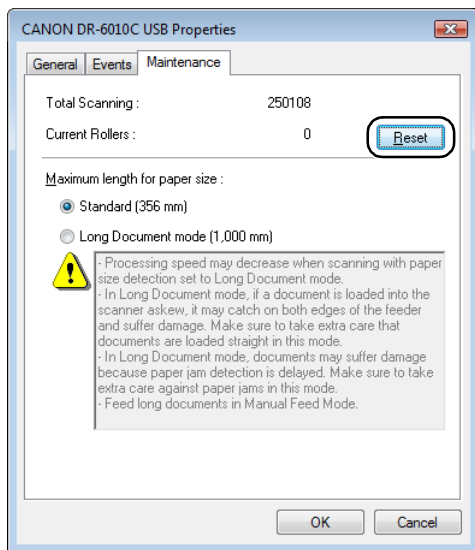 CANON DR-6010C USB Properties
General Events Maintenance
Total Scanning : 250108
Current Rollers : 0 Reset
Maximum length for paper size :
Standard (356 mm)
Long Document mode (1,000 mm)
- Processing speed may decrease when scanning with paper
size detection set to Long Document mode.
- In Long Document mode, if a document is loaded into the
scanner askew, it may catch on both edges of the feeder
and suffer damage. Make sure to take extra care that
documents are loaded straight in this mode.
- In Long Document mode, documents may suffer damage
because paper jam detection is delayed. Make sure to take
extra care against paper jams in this mode.
- Feed long documents in Manual Feed Mode.
OK Cancel